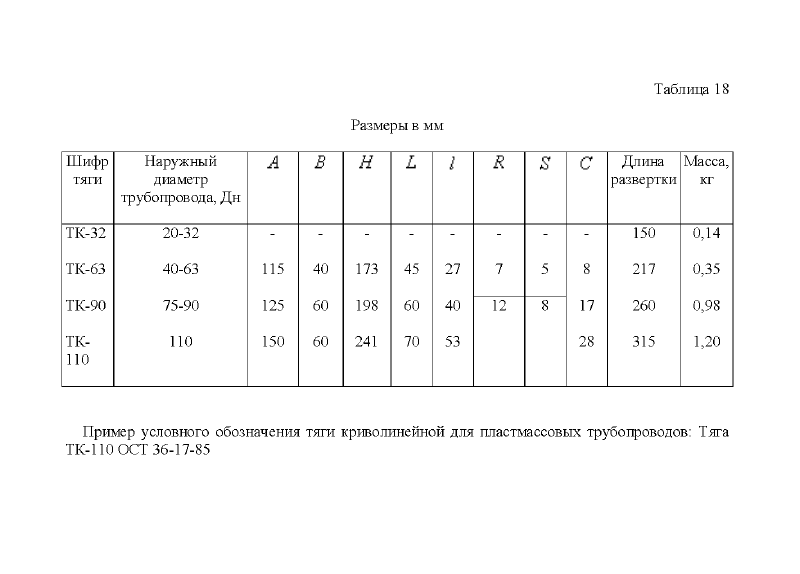 Таблица 18
Размеры в мм
Шифр тяги Наружный диаметр трубопровода, Dн A B H L l R S C Длина развертки Масса, кг
ТК-32 20-32 - - - - - - - - 150 0,14
ТК-63 40-63 115 40 173 45 27 7 5 8 217 0,35
ТК-90 75-90 125 60 198 60 40 12 8 17 260 0,98
ТК-110 110 150 60 241 70 53 28 315 1,20
Пример условного обозначения тяги криволинейной для пластмассовых трубопроводов: Тяга
ТК-110 ОСТ 36-17-85